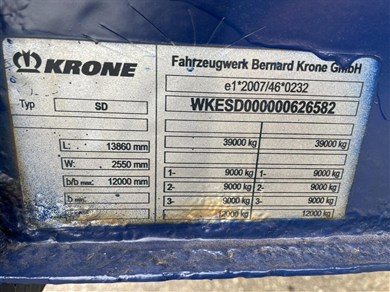 KRONE
Fahrzeugwerk Bernard Krone GmbH
e1*2007/46*0232
Typ SD
WKESD000000626582
L: 13860 mm 39000 kg 39000 kg
W: 2550 mm
b/b min.: 12000 mm 1- 9000 kg 1- 9000 kg
b min.: 2- 9000 kg 2- 9000 kg
3- 9000 kg 3- 9000 kg
12000 kg 12000 kg